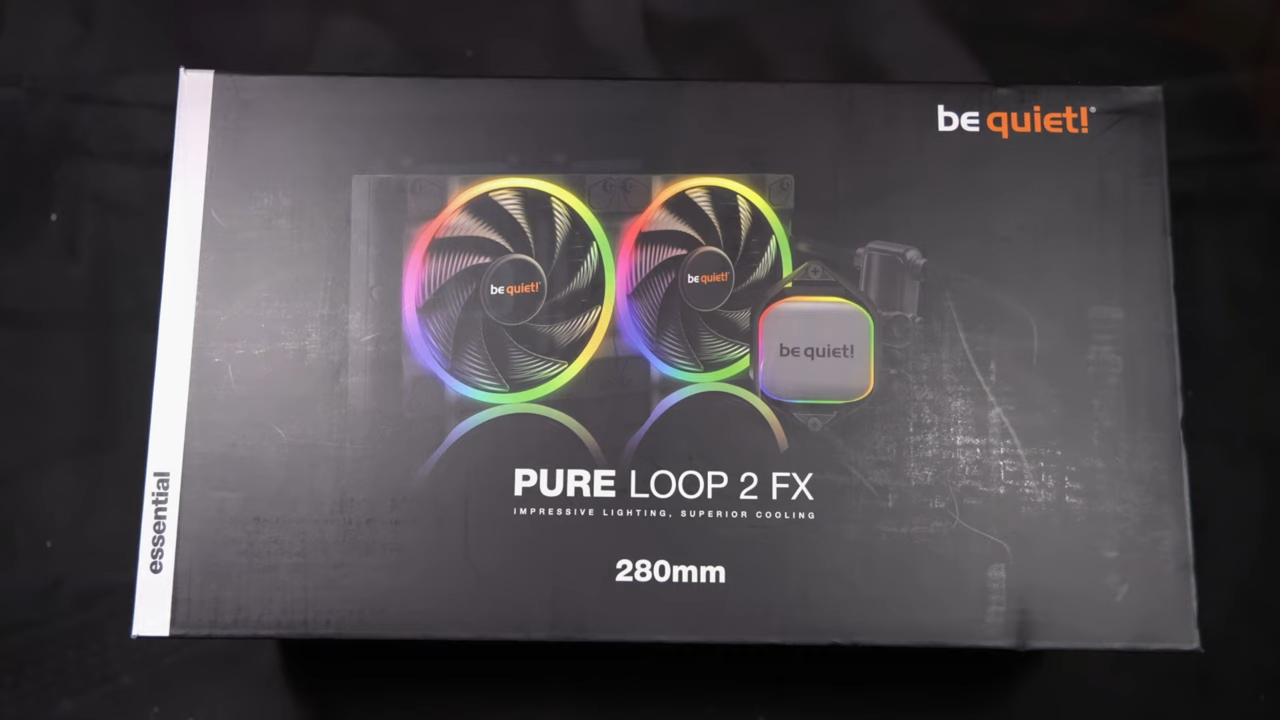 be quiet!®
be quiet!
be quiet!
be quiet!
PURE LOOP 2 FX
IMPRESSIVE LIGHTING, SUPERIOR COOLING
280mm
essential